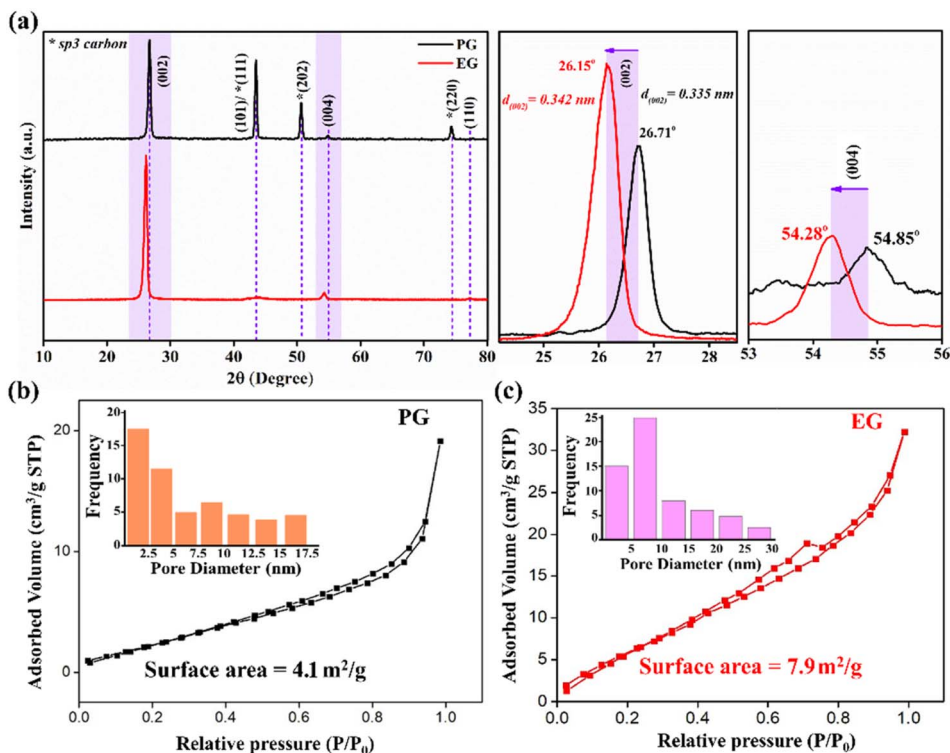 (a)
* sp3 carbon
PG
EG
(002)
(101)/ *(111)
*(202)
(004)
*(220)
(110)
Intensity (a.u.)
10 20 30 40 50 60 70 80
2θ (Degree)
26.15°
(002)
d(002) = 0.342 nm
d(002) = 0.335 nm
26.71°
25 26 27 28
(004)
54.28°
54.85°
53 54 55 56
(b)
PG
Adsorbed Volume (cm³/g STP)
20
10
0
Frequency
20
15
10
5
0
2.5 5 7.5 10 12.5 15 17.5
Pore Diameter (nm)
Surface area = 4.1 m²/g
0.0 0.2 0.4 0.6 0.8 1.0
Relative pressure (P/P₀)
(c)
EG
Adsorbed Volume (cm³/g STP)
35
30
25
20
15
10
5
0
Frequency
25
20
15
10
5
0
5 10 15 20 25 30
Pore Diameter (nm)
Surface area = 7.9 m²/g
0.0 0.2 0.4 0.6 0.8 1.0
Relative pressure (P/P₀)